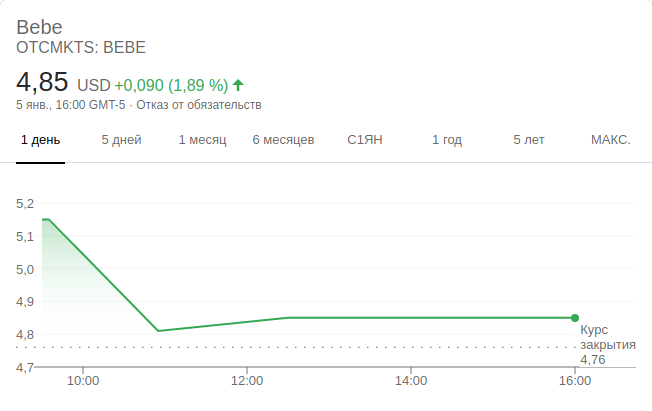 Bebe
OTCMKTS: BEBE
4,85 USD +0,090 (1,89 %)
5 янв., 16:00 GMT-5 · Отказ от обязательств
1 день 5 дней 1 месяц 6 месяцев С1ЯН 1 год 5 лет МАКС.
5,2
5,1
5,0
4,9
4,8
4,7
Курс
закрытия
4,76
10:00 12:00 14:00 16:00